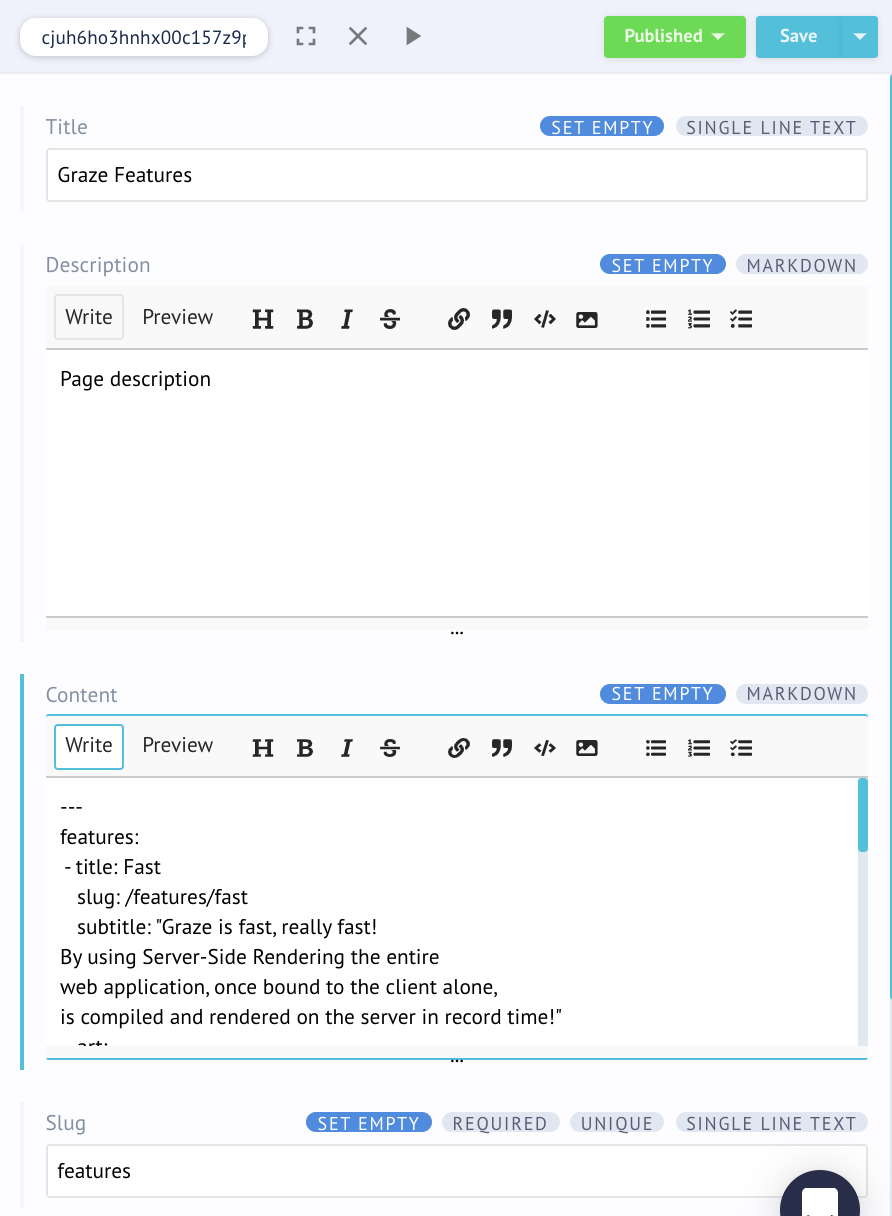 cjuh6ho3hnhx00c157z9p
Published
Save
Title
SET EMPTY
SINGLE LINE TEXT
Graze Features
Description
SET EMPTY
MARKDOWN
Write
Preview
H B I S
Page description
...
Content
SET EMPTY
MARKDOWN
Write
Preview
H B I S
---
features:
- title: Fast
slug: /features/fast
subtitle: "Graze is fast, really fast!
By using Server-Side Rendering the entire
web application, once bound to the client alone,
is compiled and rendered on the server in record time!"
...
Slug
SET EMPTY
REQUIRED
UNIQUE
SINGLE LINE TEXT
features